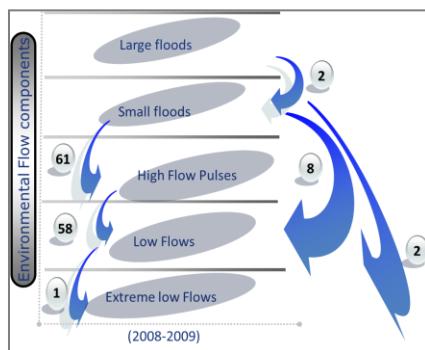 Environmental Flow components
Large floods
2
Small floods
61
High Flow Pulses
8
58
Low Flows
2
1
Extreme low Flows
(2008-2009)